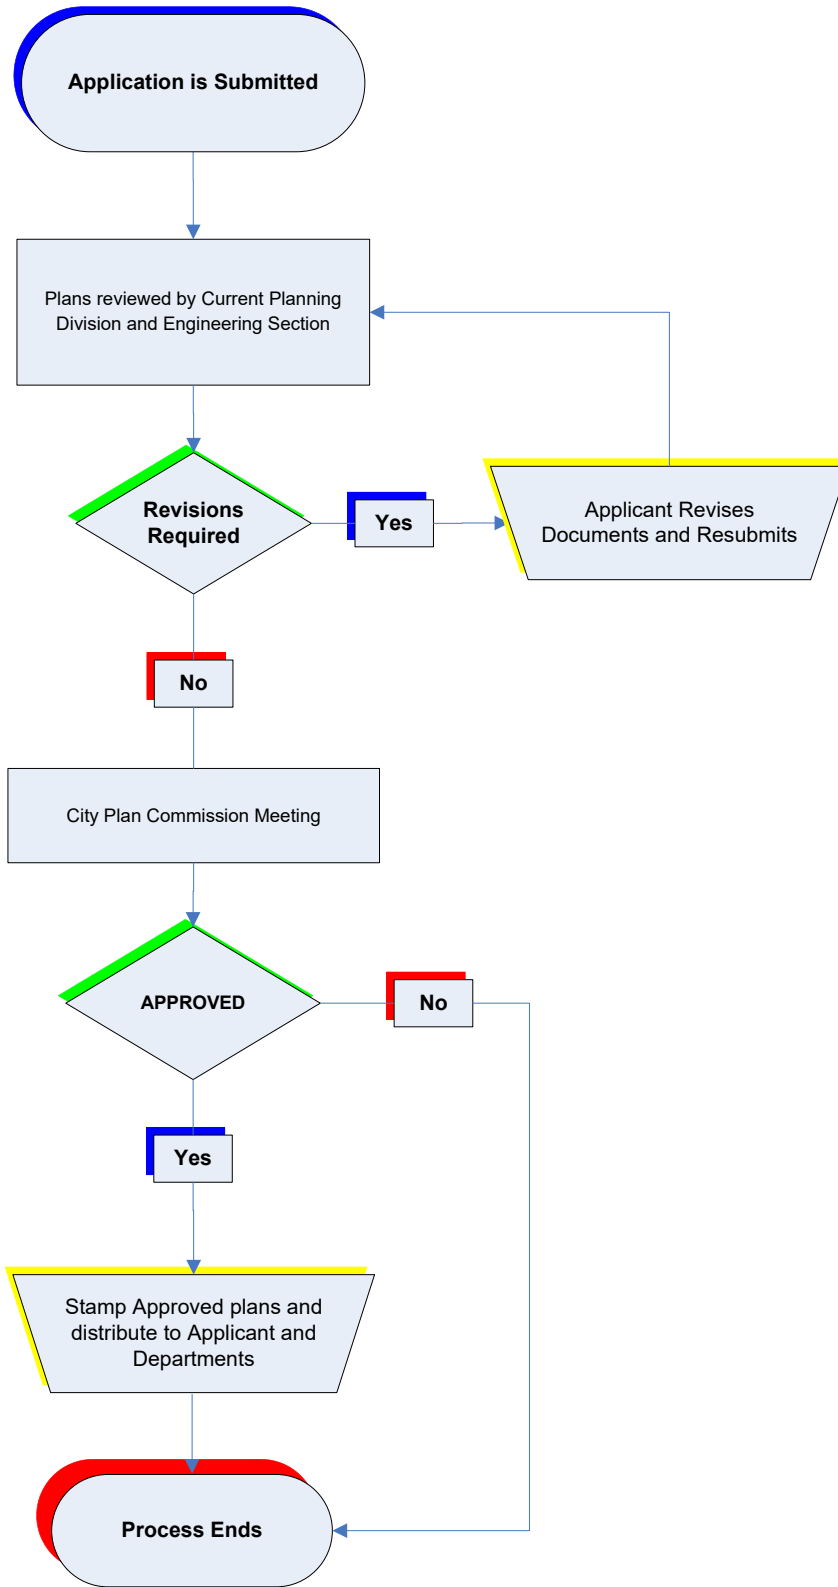 Application is Submitted
Plans reviewed by Current Planning
Division and Engineering Section
Revisions
Required
Yes
Applicant Revises
Documents and Resubmits
No
City Plan Commission Meeting
APPROVED
No
Yes
Stamp Approved plans and
distribute to Applicant and
Departments
Process Ends